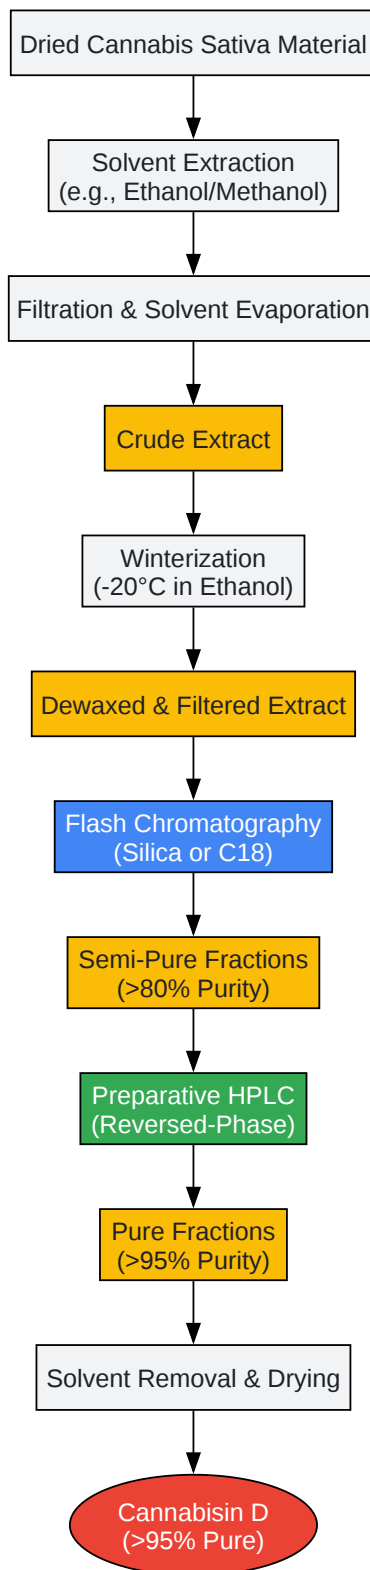 Dried Cannabis Sativa Material
Solvent Extraction
(e.g., Ethanol/Methanol)
Filtration & Solvent Evaporation
Crude Extract
Winterization
(-20°C in Ethanol)
Dewaxed & Filtered Extract
Flash Chromatography
(Silica or C18)
Semi-Pure Fractions
(>80% Purity)
Preparative HPLC
(Reversed-Phase)
Pure Fractions
(>95% Purity)
Solvent Removal & Drying
Cannabisin D
(>95% Pure)